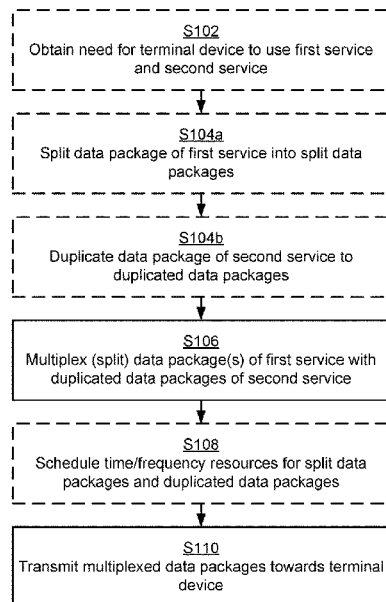 S102
Obtain need for terminal device to use first service
and second service
S104a
Split data package of first service into split data
packages
S104b
Duplicate data package of second service to
duplicated data packages
S106
Multiplex (split) data package(s) of first service with
duplicated data packages of second service
S108
Schedule time/frequency resources for split data
packages and duplicated data packages
S110
Transmit multiplexed data packages towards terminal
device